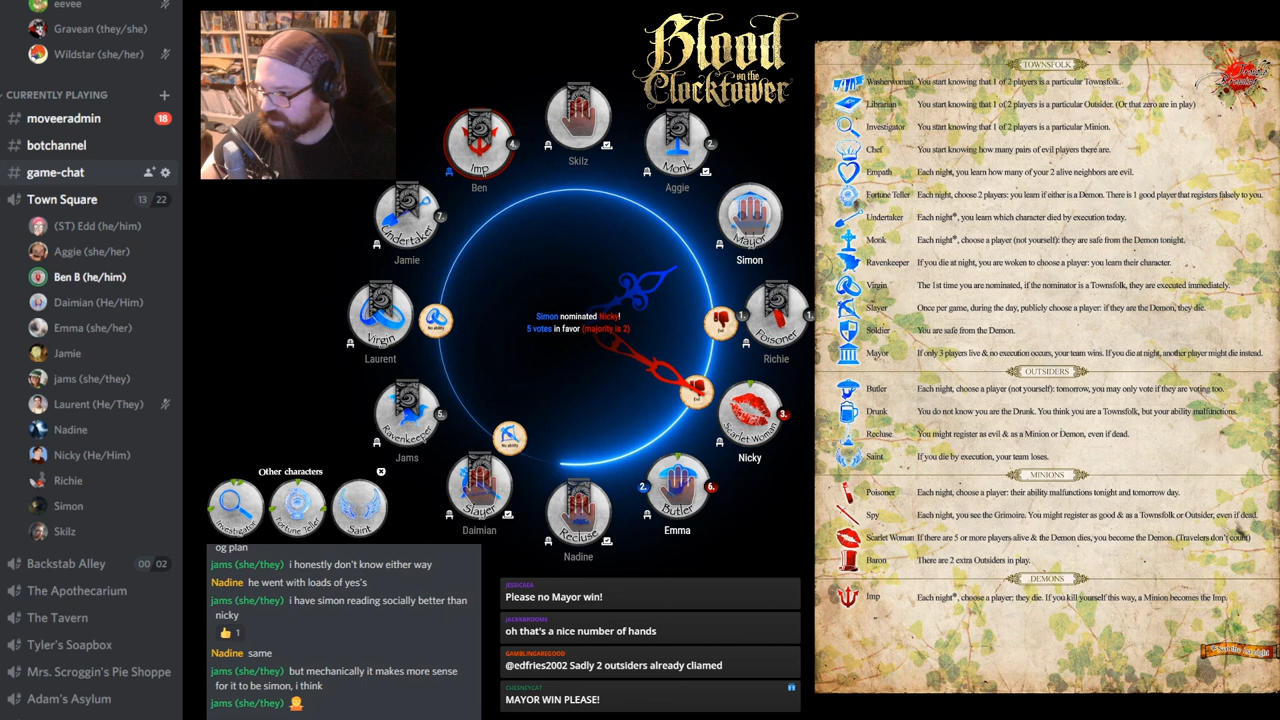 eevee
Gravean (they/she)
Wildstar (she/her)
CURRENTLY PLAYING
moveeradmin
18
botchannel
game-chat
Town Square
13
22
(ST) Edd (he/him)
Aggie (she/her)
Ben B (he/him)
Daimian (He/Him)
Emma (she/her)
Jamie
jams (she/they)
Laurent (He/They)
Nadine
Nicky (He/Him)
Richie
Simon
Skilz
Backstab Alley
00
02
The Apothecarium
The Tavern
Tyler's Soapbox
Mrs. Scroggin's Pie Shoppe
Adam's Asylum
Blood
on the
Clocktower
Skilz
Imp
4.
Ben
Monk
2.
Aggie
Mayor
Simon
Undertaker
7.
Jamie
Virgin
No ability
Laurent
Poisoner
1.
1.
Evil
Richie
Scarlet Woman
3.
Evil
Nicky
Ravenkeeper
5.
Jams
No ability
Slayer
Daimian
Recluse
Nadine
Butler
2.
6.
Emma
Simon nominated Nicky!
5 votes in favor (majority is 2)
Other characters
Investigator
Fortune Teller
Saint
og plan
jams (she/they) i honestly don't know either way
Nadine he went with loads of yes's
jams (she/they) i have simon reading socially better than
nicky
1
Nadine same
jams (she/they) but mechanically it makes more sense
for it to be simon, i think
jams (she/they)
JESSICAEA
Please no Mayor win!
JACKABROOMS
oh that's a nice number of hands
GAMBLINGAREGOOD
@edfries2002 Sadly 2 outsiders already cliamed
CHESNEYCAT
MAYOR WIN PLEASE!
TOWNSFOLK
Washerwoman You start knowing that 1 of 2 players is a particular Townsfolk.
Librarian You start knowing that 1 of 2 players is a particular Outsider. (Or that zero are in play)
Investigator You start knowing that 1 of 2 players is a particular Minion.
Chef You start knowing how many pairs of evil players there are.
Empath Each night, you learn how many of your 2 alive neighbors are evil.
Fortune Teller Each night, choose 2 players: you learn if either is a Demon. There is 1 good player that registers falsely to you.
Undertaker Each night*, you learn which character died by execution today.
Monk Each night*, choose a player (not yourself): they are safe from the Demon tonight.
Ravenkeeper If you die at night, you are woken to choose a player: you learn their character.
Virgin The 1st time you are nominated, if the nominator is a Townsfolk, they are executed immediately.
Slayer Once per game, during the day, publicly choose a player: if they are the Demon, they die.
Soldier You are safe from the Demon.
Mayor If only 3 players live & no execution occurs, your team wins. If you die at night, another player might die instead.
OUTSIDERS
Butler Each night, choose a player (not yourself): tomorrow, you may only vote if they are voting too.
Drunk You do not know you are the Drunk. You think you are a Townsfolk, but your ability malfunctions.
Recluse You might register as evil & as a Minion or Demon, even if dead.
Saint If you die by execution, your team loses.
MINIONS
Poisoner Each night, choose a player: their ability malfunctions tonight and tomorrow day.
Spy Each night, you see the Grimoire. You might register as good & as a Townsfolk or Outsider, even if dead.
Scarlet Woman If there are 5 or more players alive & the Demon dies, you become the Demon. (Travelers don't count)
Baron There are 2 extra Outsiders in play.
DEMONS
Imp Each night*, choose a player; they die. If you kill yourself this way, a Minion becomes the Imp.